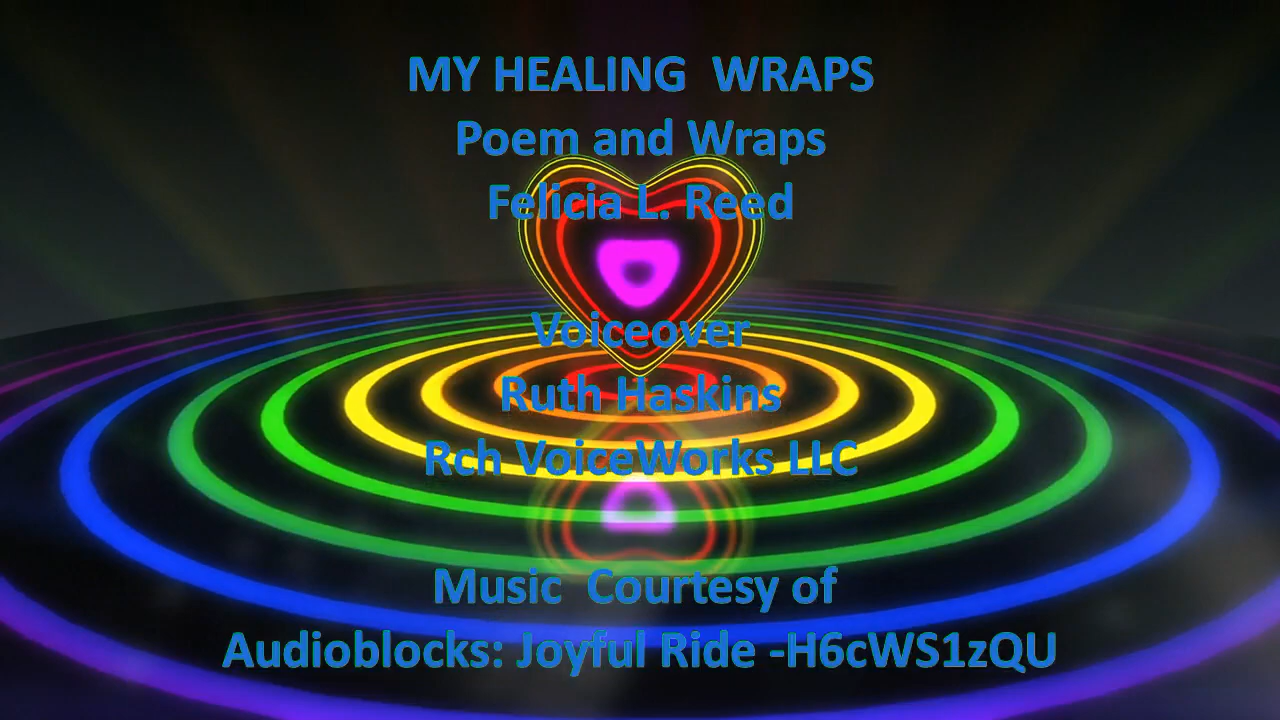 MY HEALING  WRAPS
Poem and Wraps
Felicia L. Reed
Voiceover
Ruth Haskins
Rch VoiceWorks LLC
Music  Courtesy of
Audioblocks: Joyful Ride -H6cWS1zQU